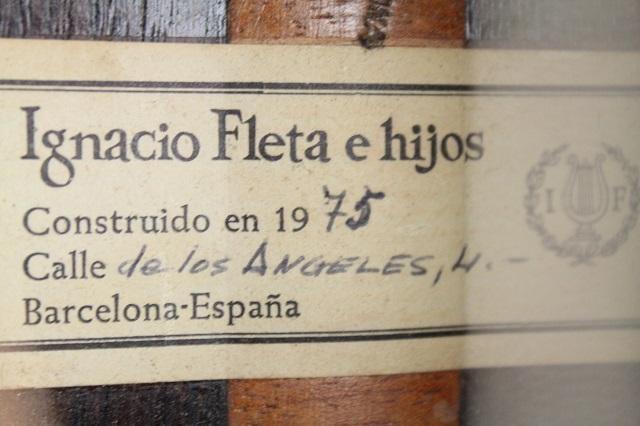 Ignacio Fleta e hijos
Construido en 1975
Calle de los ANGELES, 4.-
Barcelona-España
I F